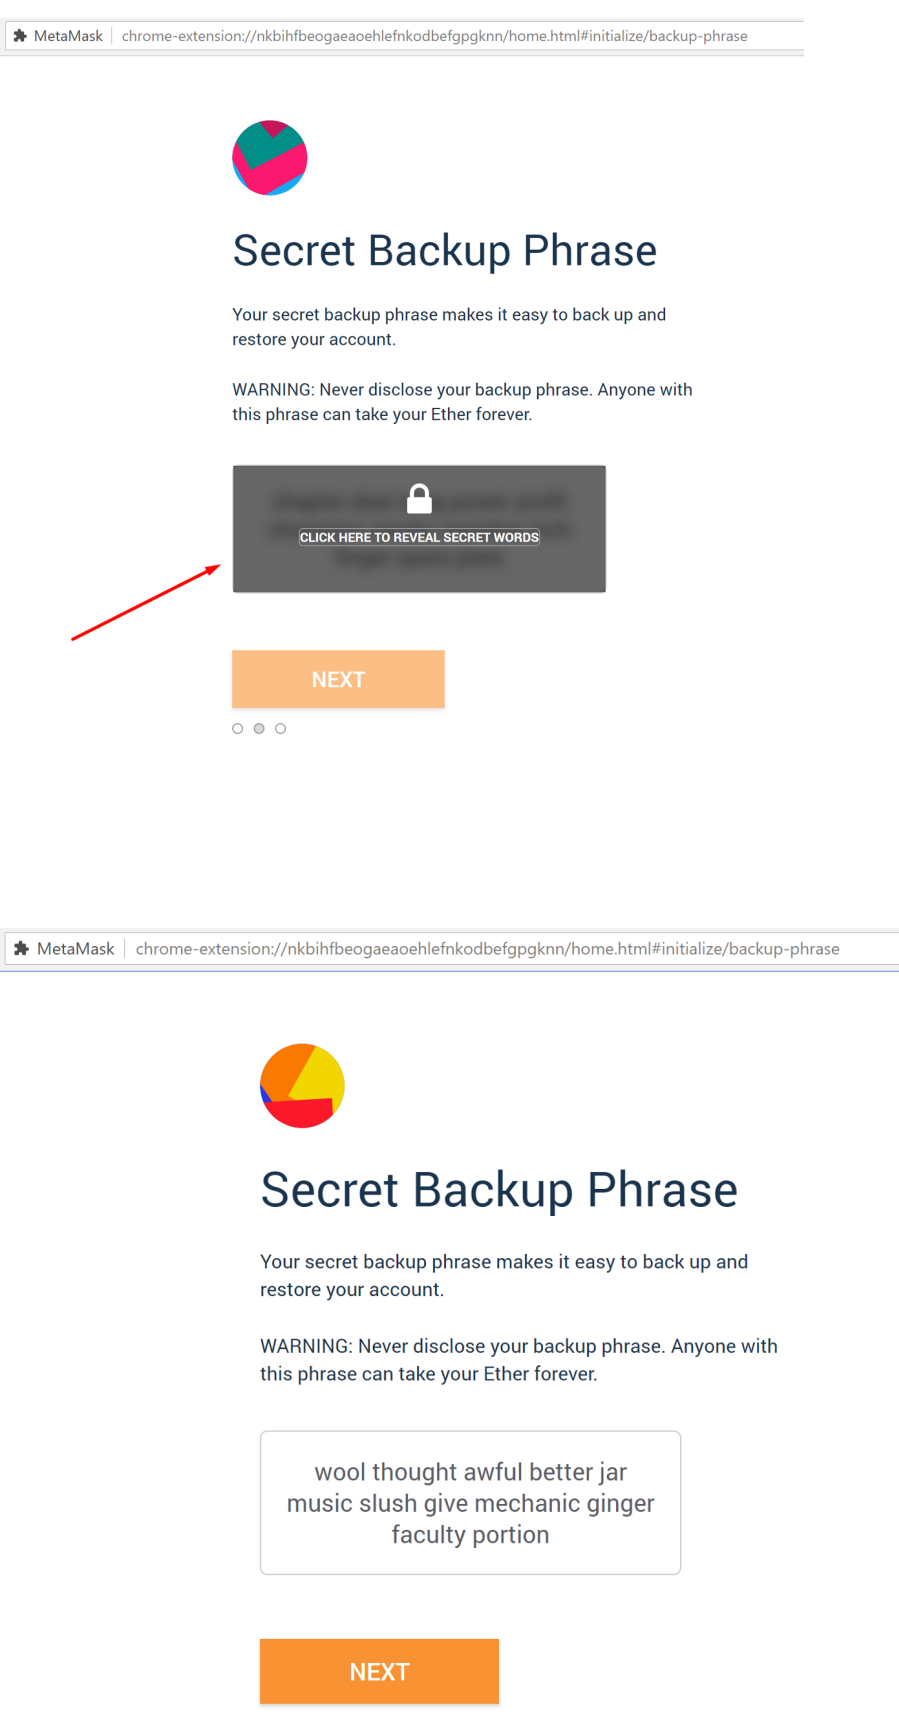 MetaMask | chrome-extension://nkbihfbeogaeaoehlefnkodbefgpgknn/home.html#initialize/backup-phrase
Secret Backup Phrase
Your secret backup phrase makes it easy to back up and
restore your account.
WARNING: Never disclose your backup phrase. Anyone with
this phrase can take your Ether forever.
CLICK HERE TO REVEAL SECRET WORDS
NEXT
MetaMask | chrome-extension://nkbihfbeogaeaoehlefnkodbefgpgknn/home.html#initialize/backup-phrase
Secret Backup Phrase
Your secret backup phrase makes it easy to back up and
restore your account.
WARNING: Never disclose your backup phrase. Anyone with
this phrase can take your Ether forever.
wool thought awful better jar
music slush give mechanic ginger
faculty portion
NEXT